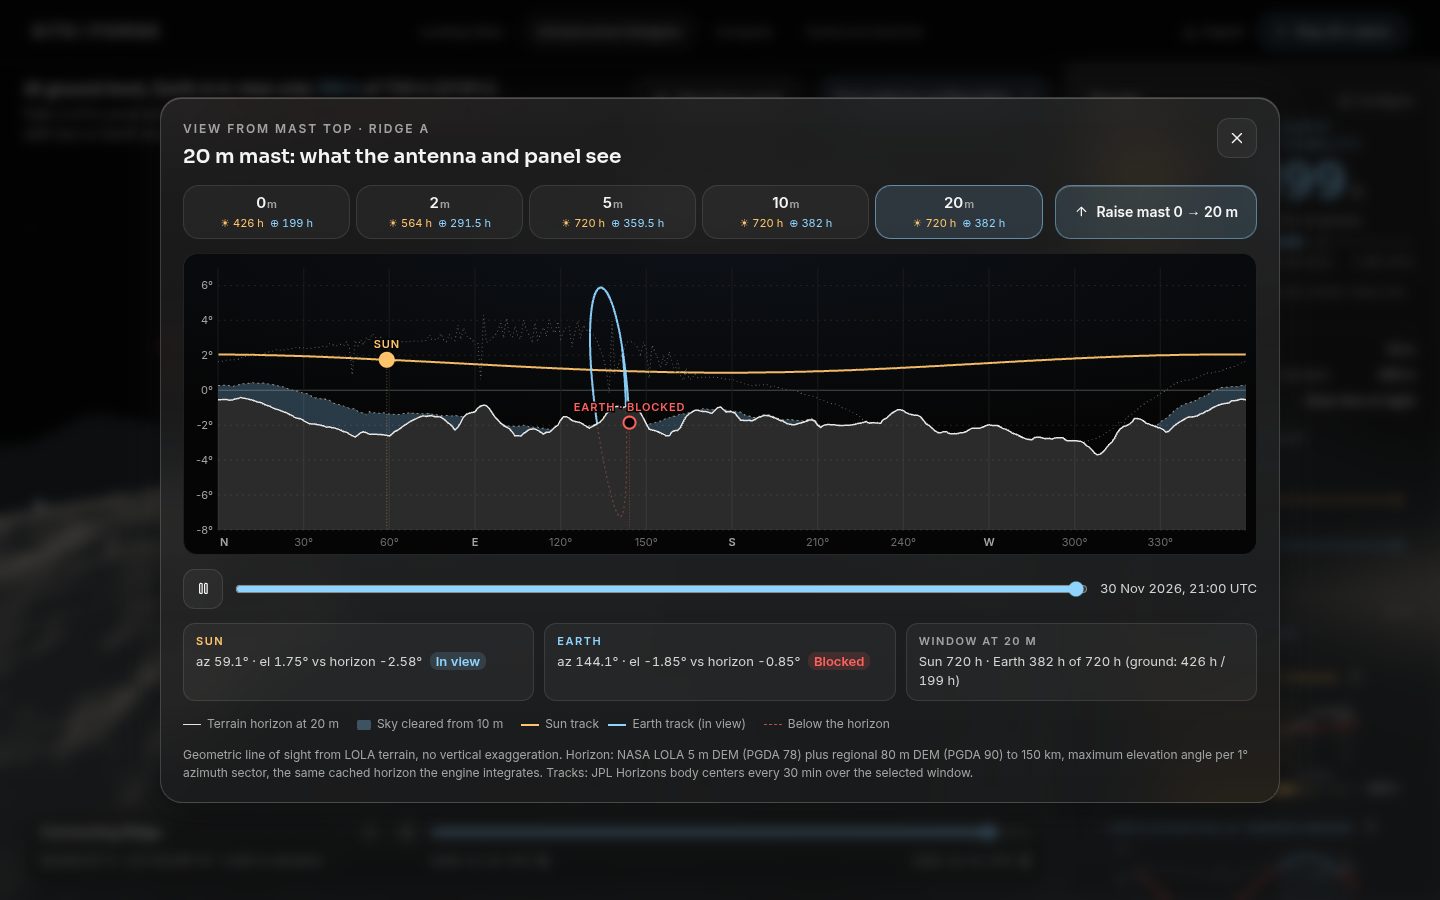 VIEW FROM MAST TOP · RIDGE A
20 m mast: what the antenna and panel see
0m
☀ 426 h ⊕ 199 h
2m
☀ 564 h ⊕ 291.5 h
5m
☀ 720 h ⊕ 359.5 h
10m
☀ 720 h ⊕ 382 h
20m
☀ 720 h ⊕ 382 h
↑ Raise mast 0 → 20 m
6°
4°
2°
0°
-2°
-4°
-6°
-8°
SUN
EARTH · BLOCKED
N 30° 60° E 120° 150° S 210° 240° W 300° 330°
30 Nov 2026, 21:00 UTC
SUN
az 59.1° · el 1.75° vs horizon -2.58° In view
EARTH
az 144.1° · el -1.85° vs horizon -0.85° Blocked
WINDOW AT 20 M
Sun 720 h · Earth 382 h of 720 h (ground: 426 h /
199 h)
Terrain horizon at 20 m Sky cleared from 10 m Sun track Earth track (in view) Below the horizon
Geometric line of sight from LOLA terrain, no vertical exaggeration. Horizon: NASA LOLA 5 m DEM (PGDA 78) plus regional 80 m DEM (PGDA 90) to 150 km, maximum elevation angle per 1°
azimuth sector, the same cached horizon the engine integrates. Tracks: JPL Horizons body centers every 30 min over the selected window.